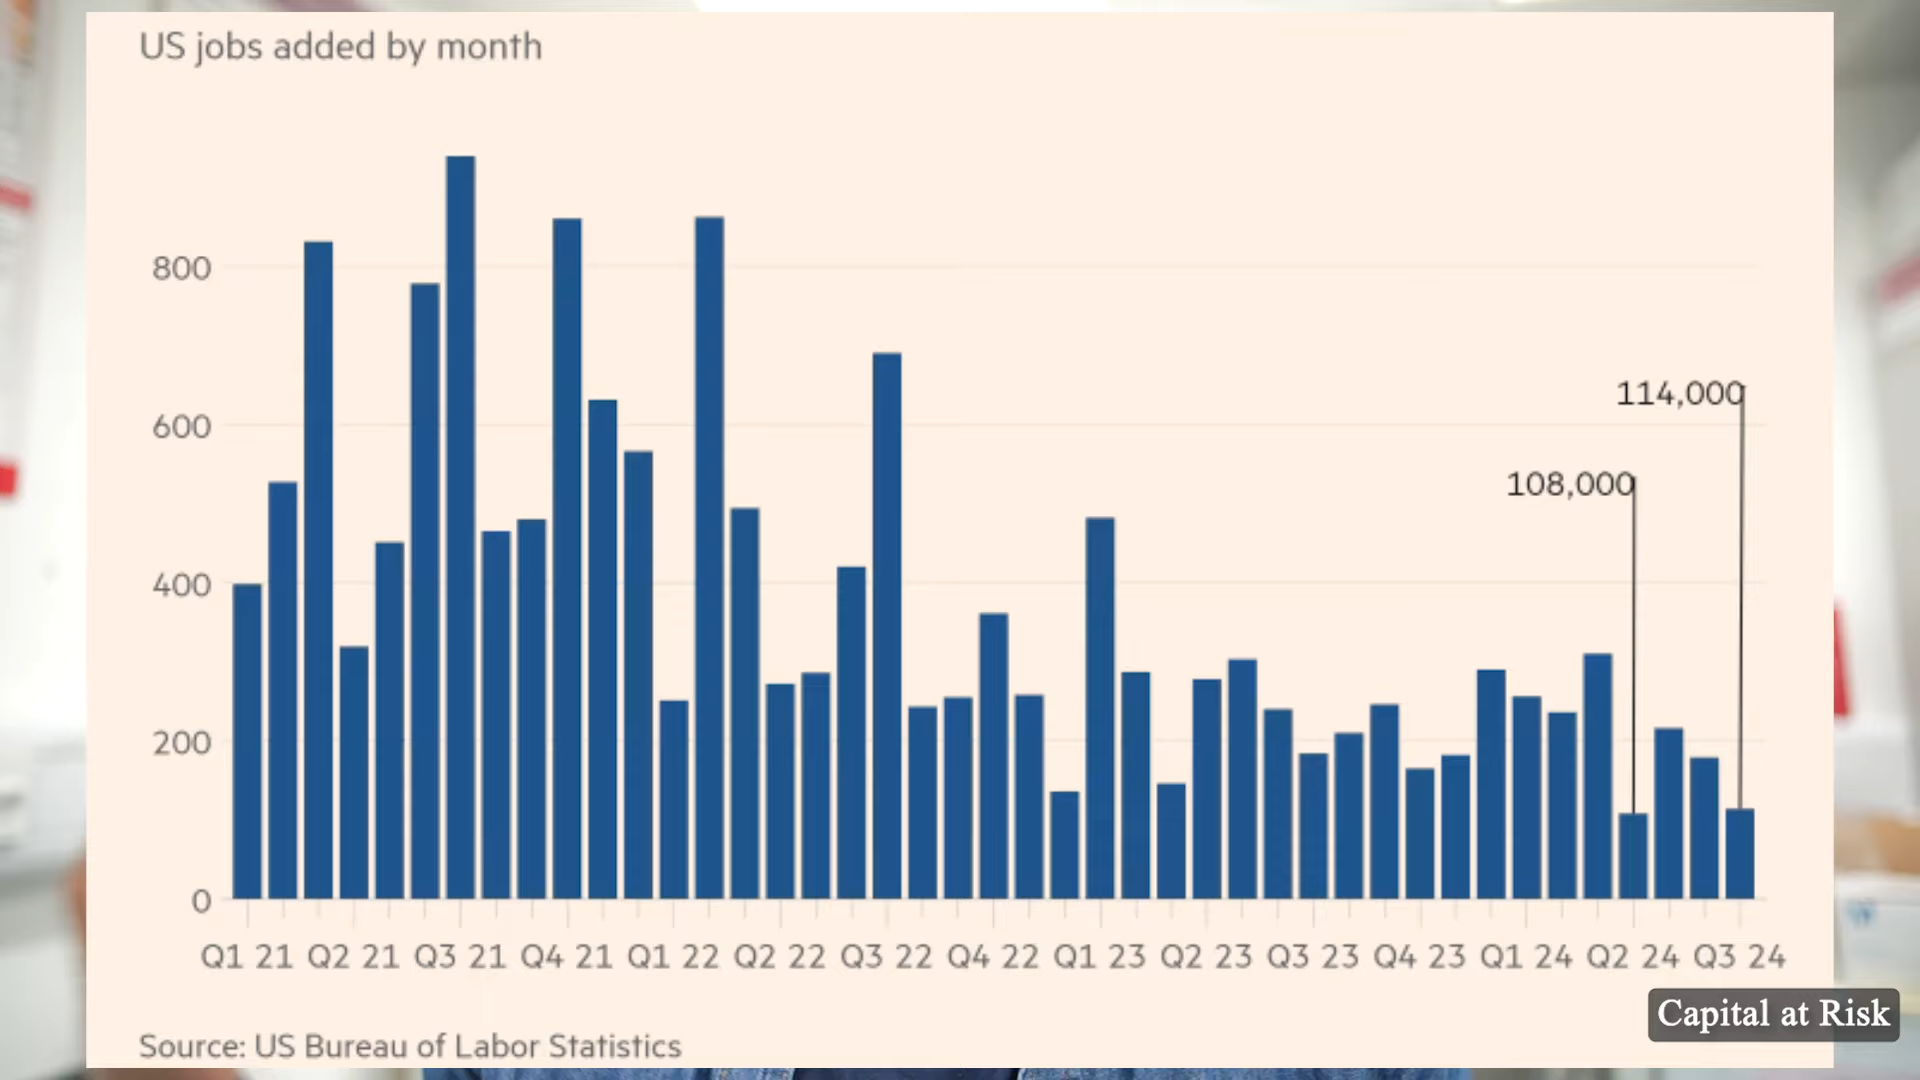 US jobs added by month
800
600
400
200
0
114,000
108,000
Q1 21 Q2 21 Q3 21 Q4 21 Q1 22 Q2 22 Q3 22 Q4 22 Q1 23 Q2 23 Q3 23 Q4 23 Q1 24 Q2 24 Q3 24
Capital at Risk
Source: US Bureau of Labor Statistics